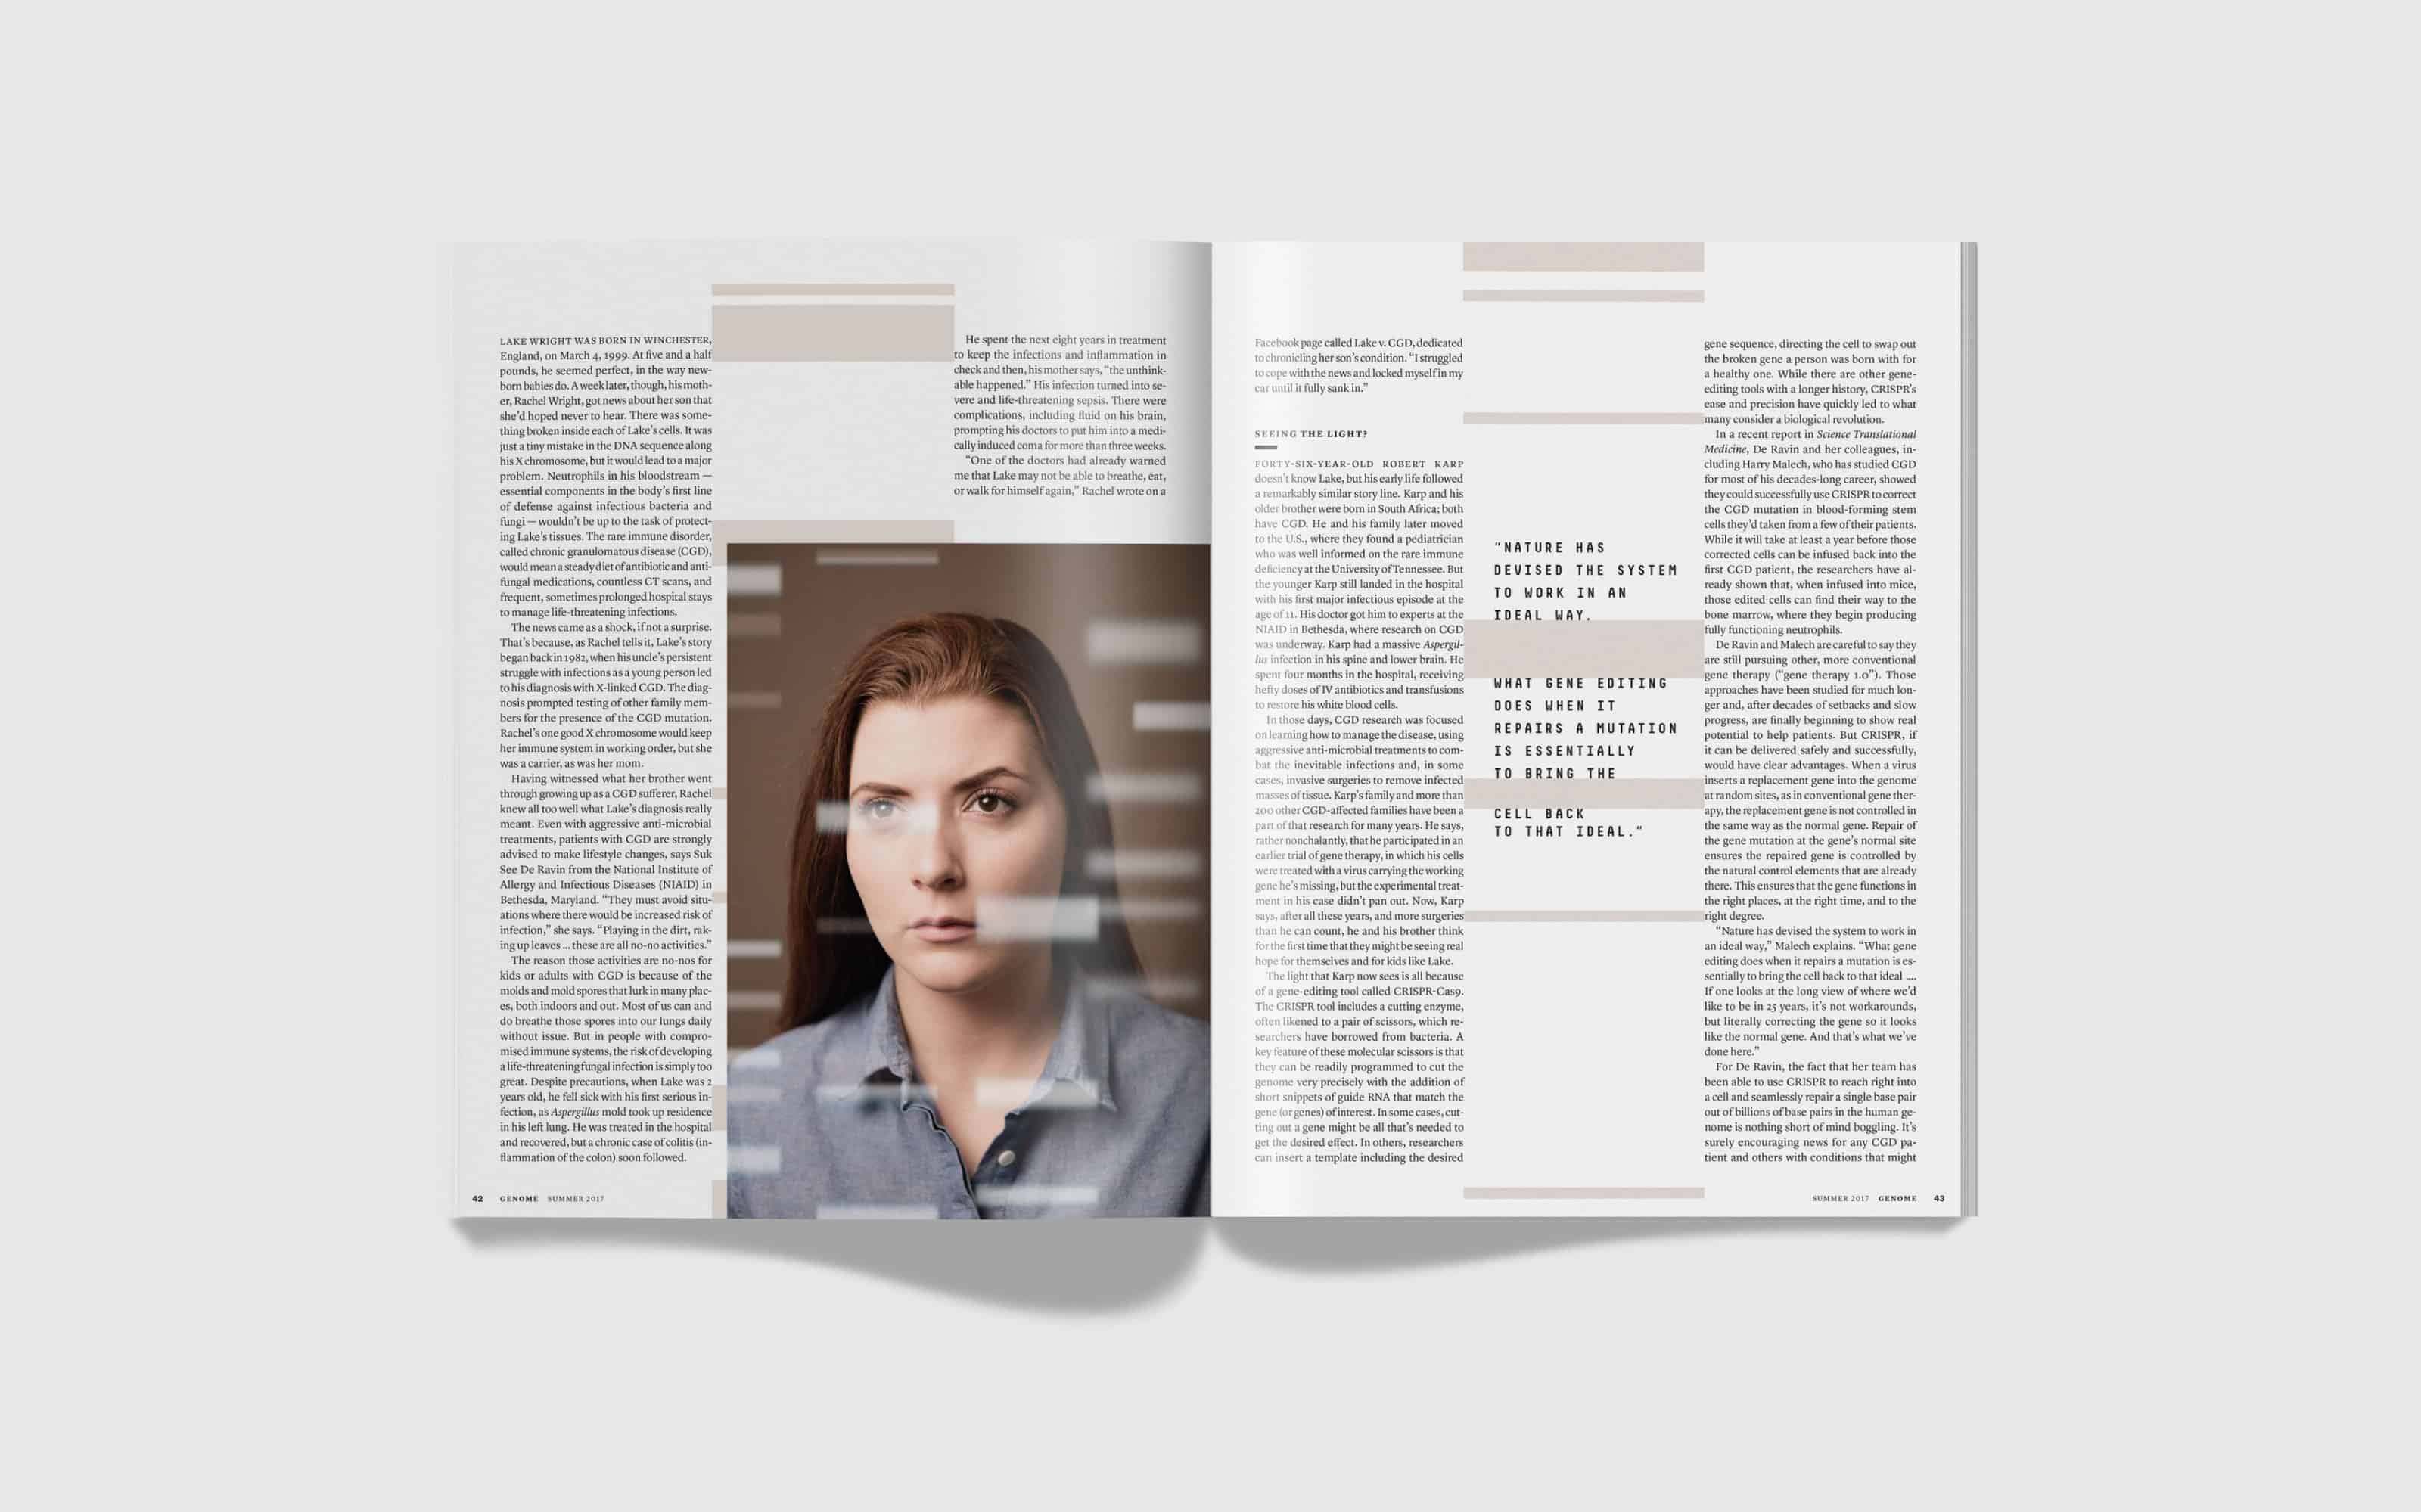 LAKE WRIGHT WAS BORN IN WINCHESTER,
England, on March 4, 1999. At five and a half
pounds, he seemed perfect, in the way new-
born babies do. A week later, though, his moth-
er, Rachel Wright, got news about her son that
she'd hoped never to hear. There was some-
thing broken inside each of Lake's cells. It was
just a tiny mistake in the DNA sequence along
his X chromosome, but it would lead to a major
problem. Neutrophils in his bloodstream —
essential components in the body's first line
of defense against infectious bacteria and
fungi — wouldn't be up to the task of protect-
ing Lake's tissues. The rare immune disorder,
called chronic granulomatous disease (CGD),
would mean a steady diet of antibiotic and anti-
fungal medications, countless CT scans, and
frequent, sometimes prolonged hospital stays
to manage life-threatening infections.
The news came as a shock, if not a surprise.
That's because, as Rachel tells it, Lake's story
began back in 1982, when his uncle's persistent
struggle with infections as a young person led
to his diagnosis with X-linked CGD. The diag-
nosis prompted testing of other family mem-
bers for the presence of the CGD mutation.
Rachel's one good X chromosome would keep
her immune system in working order, but she
was a carrier, as was her mom.
Having witnessed what her brother went
through growing up as a CGD sufferer, Rachel
knew all too well what Lake's diagnosis really
meant. Even with aggressive anti-microbial
treatments, patients with CGD are strongly
advised to make lifestyle changes, says Suk
See De Ravin from the National Institute of
Allergy and Infectious Diseases (NIAID) in
Bethesda, Maryland. “They must avoid situ-
ations where there would be increased risk of
infection,” she says. “Playing in the dirt, rak-
ing up leaves ... these are all no-no activities.”
The reason those activities are no-nos for
kids or adults with CGD is because of the
molds and mold spores that lurk in many plac-
es, both indoors and out. Most of us can and
do breathe those spores into our lungs daily
without issue. But in people with compro-
mised immune systems, the risk of developing
a life-threatening fungal infection is simply too
great. Despite precautions, when Lake was 2
years old, he fell sick with his first serious in-
fection, as Aspergillus mold took up residence
in his left lung. He was treated in the hospital
and recovered, but a chronic case of colitis (in-
flammation of the colon) soon followed.
He spent the next eight years in treatment
to keep the infections and inflammation in
check and then, his mother says, “the unthink-
able happened.” His infection turned into se-
vere and life-threatening sepsis. There were
complications, including fluid on his brain,
prompting his doctors to put him into a medi-
cally induced coma for more than three weeks.
“One of the doctors had already warned
me that Lake may not be able to breathe, eat,
or walk for himself again,” Rachel wrote on a
42 GENOME SUMMER 2017
Facebook page called Lake v. CGD, dedicated
to chronicling her son's condition. “I struggled
to cope with the news and locked myself in my
car until it fully sank in.”
SEEING THE LIGHT?
FORTY-SIX-YEAR-OLD ROBERT KARP
doesn't know Lake, but his early life followed
a remarkably similar story line. Karp and his
older brother were born in South Africa; both
have CGD. He and his family later moved
to the U.S., where they found a pediatrician
who was well informed on the rare immune
deficiency at the University of Tennessee. But
the younger Karp still landed in the hospital
with his first major infectious episode at the
age of 11. His doctor got him to experts at the
NIAID in Bethesda, where research on CGD
was underway. Karp had a massive Aspergil-
lus infection in his spine and lower brain. He
spent four months in the hospital, receiving
hefty doses of IV antibiotics and transfusions
to restore his white blood cells.
In those days, CGD research was focused
on learning how to manage the disease, using
aggressive anti-microbial treatments to com-
bat the inevitable infections and, in some
cases, invasive surgeries to remove infected
masses of tissue. Karp's family and more than
200 other CGD-affected families have been a
part of that research for many years. He says,
rather nonchalantly, that he participated in an
earlier trial of gene therapy, in which his cells
were treated with a virus carrying the working
gene he's missing, but the experimental treat-
ment in his case didn't pan out. Now, Karp
says, after all these years, and more surgeries
than he can count, he and his brother think
for the first time that they might be seeing real
hope for themselves and for kids like Lake.
The light that Karp now sees is all because
of a gene-editing tool called CRISPR-Cas9.
The CRISPR tool includes a cutting enzyme,
often likened to a pair of scissors, which re-
searchers have borrowed from bacteria. A
key feature of these molecular scissors is that
they can be readily programmed to cut the
genome very precisely with the addition of
short snippets of guide RNA that match the
gene (or genes) of interest. In some cases, cut-
ting out a gene might be all that's needed to
get the desired effect. In others, researchers
can insert a template including the desired
“NATURE HAS
DEVISED THE SYSTEM
TO WORK IN AN
IDEAL WAY.
WHAT GENE EDITING
DOES WHEN IT
REPAIRS A MUTATION
IS ESSENTIALLY
TO BRING THE
CELL BACK
TO THAT IDEAL.”
gene sequence, directing the cell to swap out
the broken gene a person was born with for
a healthy one. While there are other gene-
editing tools with a longer history, CRISPR's
ease and precision have quickly led to what
many consider a biological revolution.
In a recent report in Science Translational
Medicine, De Ravin and her colleagues, in-
cluding Harry Malech, who has studied CGD
for most of his decades-long career, showed
they could successfully use CRISPR to correct
the CGD mutation in blood-forming stem
cells they'd taken from a few of their patients.
While it will take at least a year before those
corrected cells can be infused back into the
first CGD patient, the researchers have al-
ready shown that, when infused into mice,
those edited cells can find their way to the
bone marrow, where they begin producing
fully functioning neutrophils.
De Ravin and Malech are careful to say they
are still pursuing other, more conventional
gene therapy (“gene therapy 1.0”). Those
approaches have been studied for much lon-
ger and, after decades of setbacks and slow
progress, are finally beginning to show real
potential to help patients. But CRISPR, if
it can be delivered safely and successfully,
would have clear advantages. When a virus
inserts a replacement gene into the genome
at random sites, as in conventional gene ther-
apy, the replacement gene is not controlled in
the same way as the normal gene. Repair of
the gene mutation at the gene's normal site
ensures the repaired gene is controlled by
the natural control elements that are already
there. This ensures that the gene functions in
the right places, at the right time, and to the
right degree.
“Nature has devised the system to work in
an ideal way,” Malech explains. “What gene
editing does when it repairs a mutation is es-
sentially to bring the cell back to that ideal ....
If one looks at the long view of where we'd
like to be in 25 years, it's not workarounds,
but literally correcting the gene so it looks
like the normal gene. And that's what we've
done here.”
For De Ravin, the fact that her team has
been able to use CRISPR to reach right into
a cell and seamlessly repair a single base pair
out of billions of base pairs in the human ge-
nome is nothing short of mind boggling. It's
surely encouraging news for any CGD pa-
tient and others with conditions that might
SUMMER 2017 GENOME 43